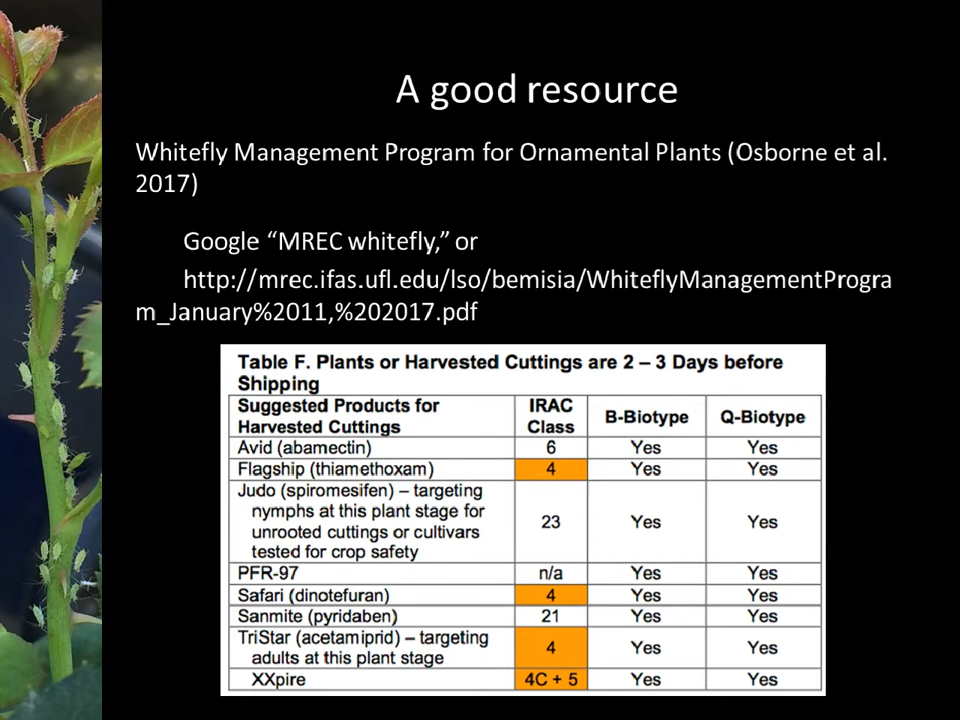 A good resource
Whitefly Management Program for Ornamental Plants (Osborne et al.
2017)
Google “MREC whitefly,” or
http://mrec.ifas.ufl.edu/lso/bemisia/WhiteflyManagementProgra
m_January%2011,%202017.pdf
Table F. Plants or Harvested Cuttings are 2 – 3 Days before
Shipping
Suggested Products for
Harvested Cuttings
IRAC
Class
B-Biotype
Q-Biotype
Avid (abamectin) 6 Yes Yes
Flagship (thiamethoxam) 4 Yes Yes
Judo (spiromesifen) – targeting
nymphs at this plant stage for
unrooted cuttings or cultivars
tested for crop safety
23 Yes Yes
PFR-97 n/a Yes Yes
Safari (dinotefuran) 4 Yes Yes
Sanmite (pyridaben) 21 Yes Yes
TriStar (acetamiprid) – targeting
adults at this plant stage
4 Yes Yes
XXpire 4C + 5 Yes Yes